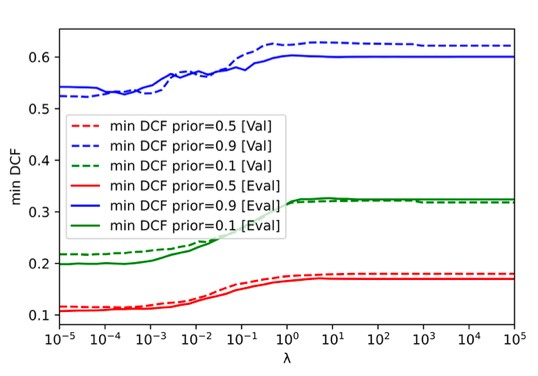 0.6
0.5
0.4
0.3
0.2
0.1
min DCF
min DCF prior=0.5 [Val]
min DCF prior=0.9 [Val]
min DCF prior=0.1 [Val]
min DCF prior=0.5 [Eval]
min DCF prior=0.9 [Eval]
min DCF prior=0.1 [Eval]
10⁻⁵ 10⁻⁴ 10⁻³ 10⁻² 10⁻¹ 10⁰ 10¹ 10² 10³ 10⁴ 10⁵
λ